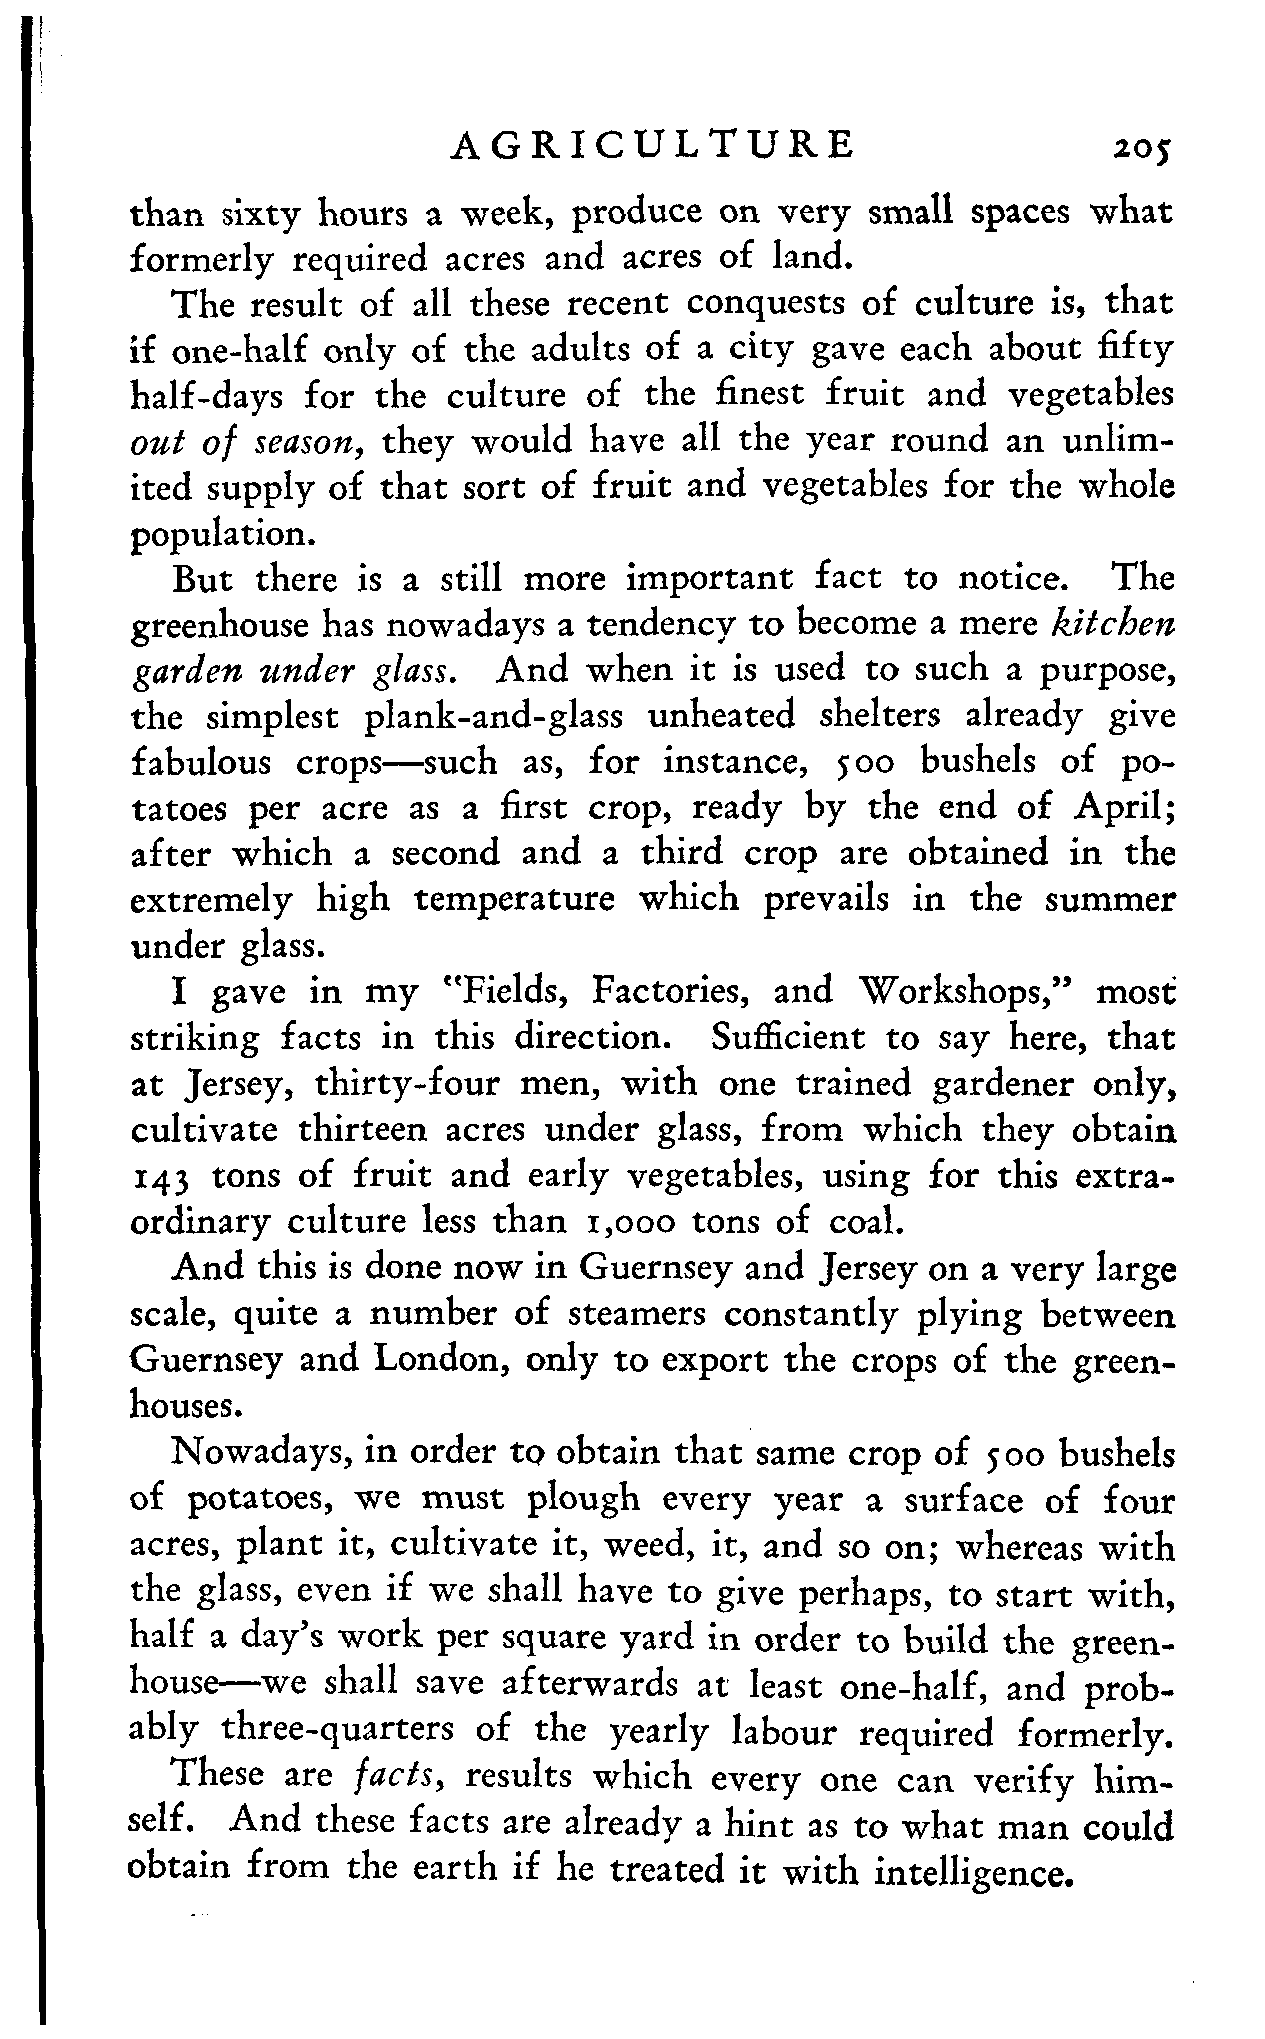 AGRICULTURE 205
than sixty hours a week, produce on very small spaces what
formerly required acres and acres of land.
The result of all these recent conquests of culture is, that
if one-half only of the adults of a city gave each about fifty
half-days for the culture of the finest fruit and vegetables
out of season, they would have all the year round an unlim-
ited supply of that sort of fruit and vegetables for the whole
population.
But there is a still more important fact to notice. The
greenhouse has nowadays a tendency to become a mere kitchen
garden under glass. And when it is used to such a purpose,
the simplest plank-and-glass unheated shelters already give
fabulous crops—such as, for instance, 500 bushels of po-
tatoes per acre as a first crop, ready by the end of April;
after which a second and a third crop are obtained in the
extremely high temperature which prevails in the summer
under glass.
I gave in my "Fields, Factories, and Workshops," most
striking facts in this direction. Sufficient to say here, that
at Jersey, thirty-four men, with one trained gardener only,
cultivate thirteen acres under glass, from which they obtain
143 tons of fruit and early vegetables, using for this extra-
ordinary culture less than 1,000 tons of coal.
And this is done now in Guernsey and Jersey on a very large
scale, quite a number of steamers constantly plying between
Guernsey and London, only to export the crops of the green-
houses.
Nowadays, in order to obtain that same crop of 500 bushels
of potatoes, we must plough every year a surface of four
acres, plant it, cultivate it, weed, it, and so on; whereas with
the glass, even if we shall have to give perhaps, to start with,
half a day's work per square yard in order to build the green-
house—we shall save afterwards at least one-half, and prob-
ably three-quarters of the yearly labour required formerly.
These are facts, results which every one can verify him-
self. And these facts are already a hint as to what man could
obtain from the earth if he treated it with intelligence.